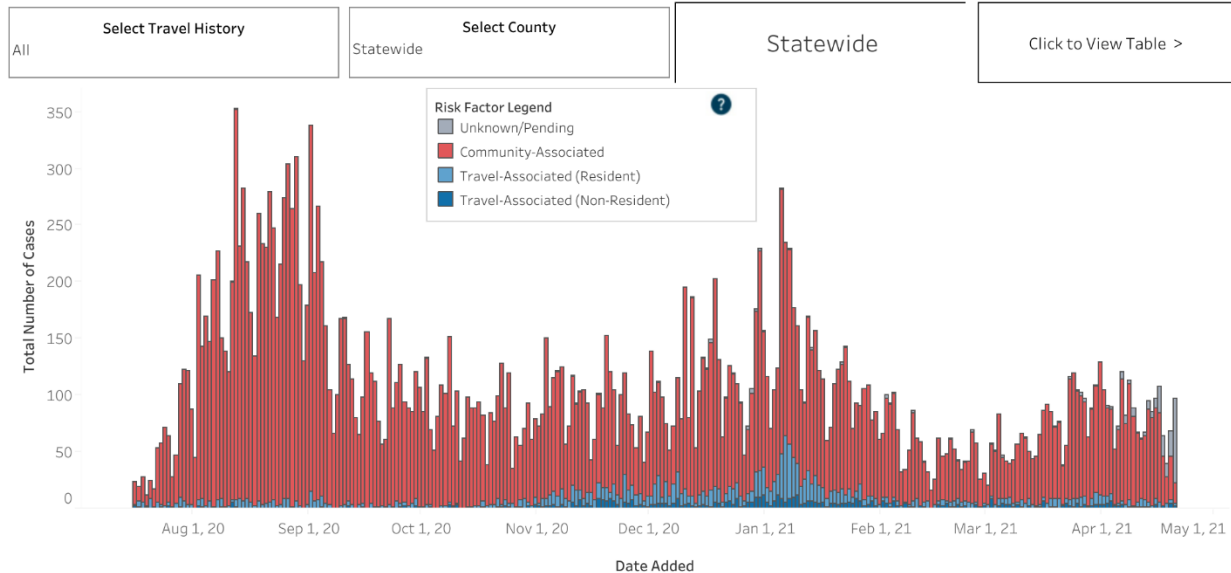 Select Travel History
All
Select County
Statewide
Statewide
Click to View Table >
Risk Factor Legend
?
Unknown/Pending
Community-Associated
Travel-Associated (Resident)
Travel-Associated (Non-Resident)
Total Number of Cases
350
300
250
200
150
100
50
0
Aug 1, 20
Sep 1, 20
Oct 1, 20
Nov 1, 20
Dec 1, 20
Jan 1, 21
Feb 1, 21
Mar 1, 21
Apr 1, 21
May 1, 21
Date Added